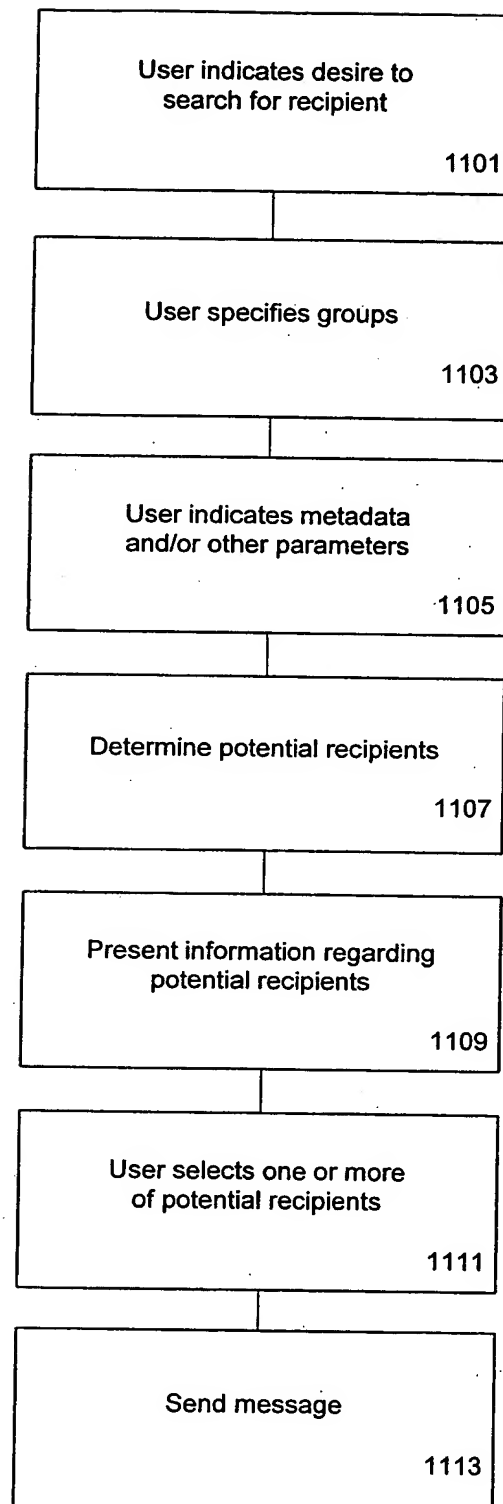 User indicates desire to
search for recipient
1101
User specifies groups
1103
User indicates metadata
and/or other parameters
1105
Determine potential recipients
1107
Present information regarding
potential recipients
1109
User selects one or more
of potential recipients
1111
Send message
1113